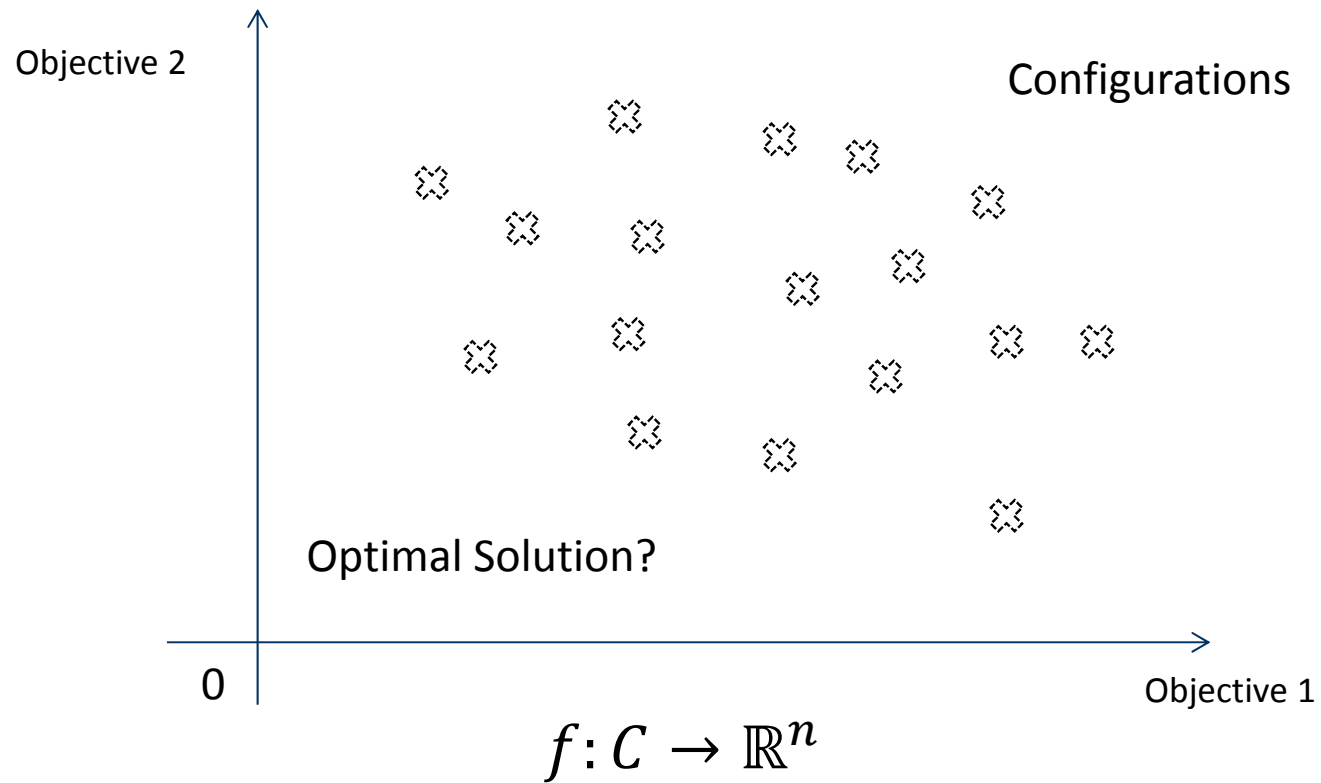 Objective 2
Configurations
Optimal Solution?
0
Objective 1
f: C → ℝⁿ